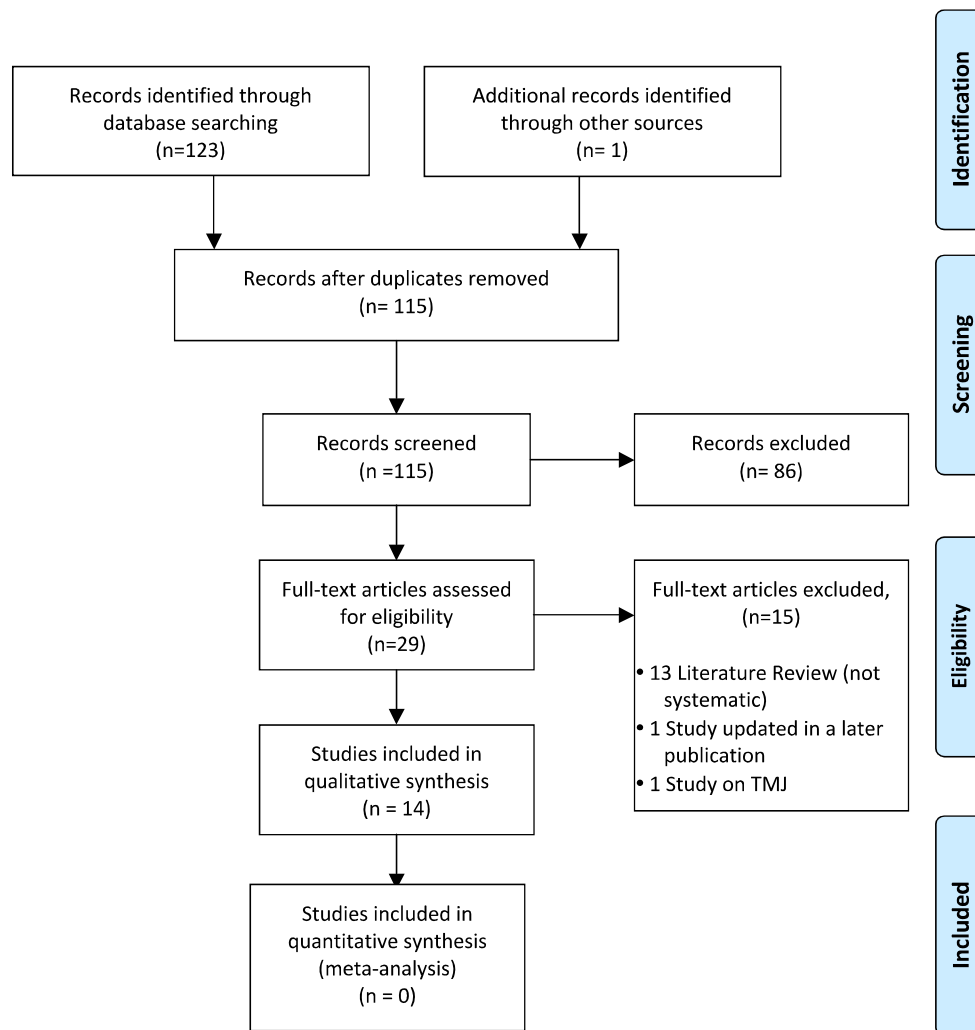 Records identified through
database searching
(n=123)
Additional records identified
through other sources
(n= 1)
Identification
Records after duplicates removed
(n= 115)
Screening
Records screened
(n =115)
Records excluded
(n= 86)
Full-text articles assessed
for eligibility
(n=29)
Full-text articles excluded,
(n=15)
• 13 Literature Review (not
systematic)
• 1 Study updated in a later
publication
• 1 Study on TMJ
Eligibility
Studies included in
qualitative synthesis
(n = 14)
Studies included in
quantitative synthesis
(meta-analysis)
(n = 0)
Included